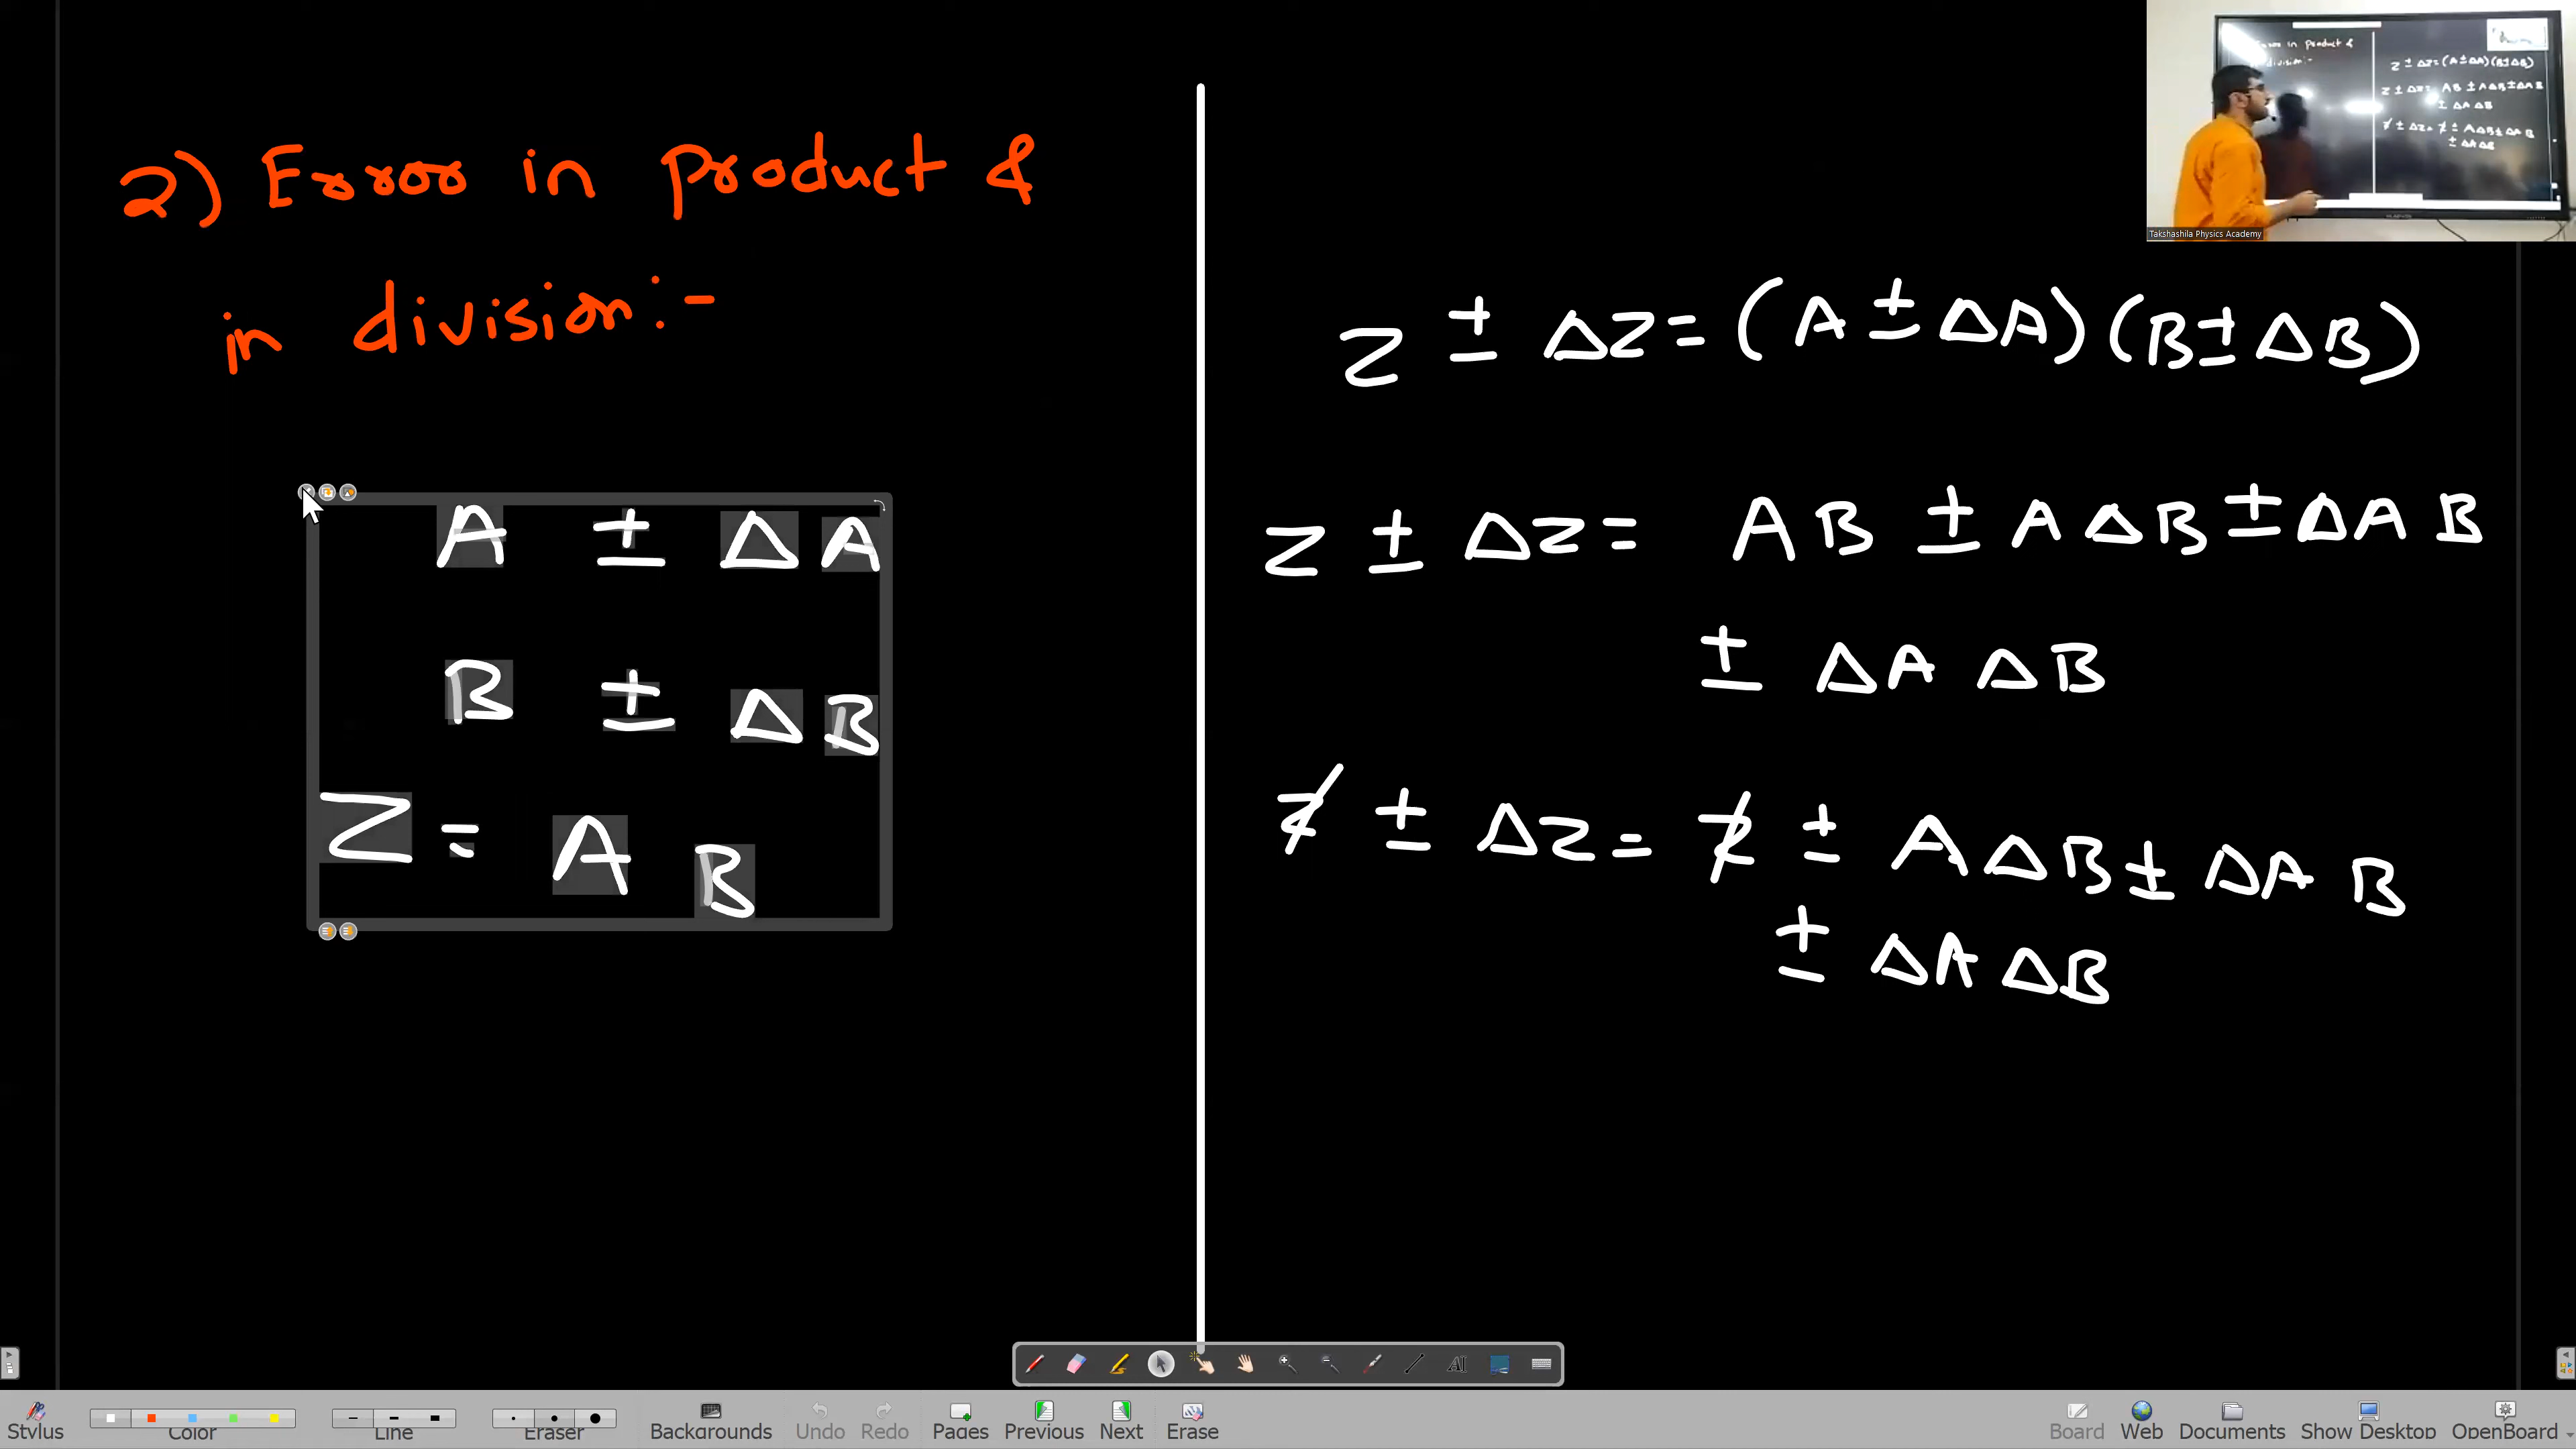 2) Error in product &
in division:-
A ± ΔA
B ± ΔB
Z = A B
Z ± ΔZ = (A ± ΔA) (B ± ΔB)
Z ± ΔZ = AB ± A ΔB ± ΔA B
± ΔA ΔB
Z ± ΔZ = Z ± A ΔB ± ΔA B
± ΔA ΔB
Takshashila Physics Academy
Stylus Color Line Eraser Backgrounds Undo Redo Pages Previous Next Erase Board Web Documents Show Desktop OpenBoard